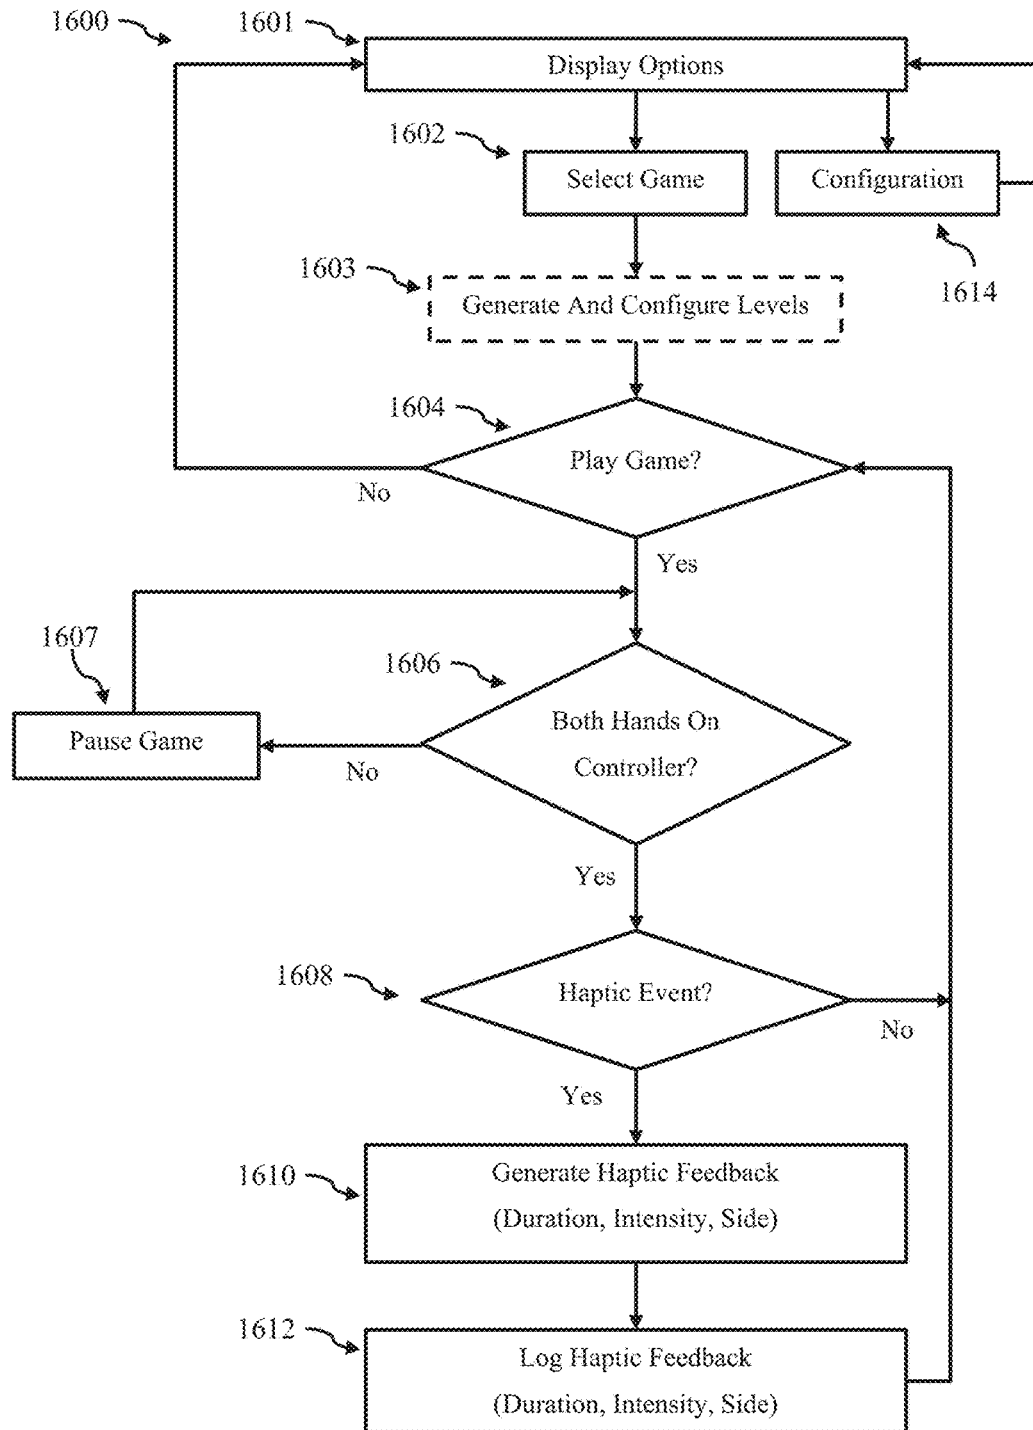 1600
1601
Display Options
1602
Select Game
Configuration
1603
1614
Generate And Configure Levels
1604
Play Game?
No
Yes
1607
1606
Pause Game
Both Hands On
Controller?
No
Yes
1608
Haptic Event?
No
Yes
1610
Generate Haptic Feedback
(Duration, Intensity, Side)
1612
Log Haptic Feedback
(Duration, Intensity, Side)